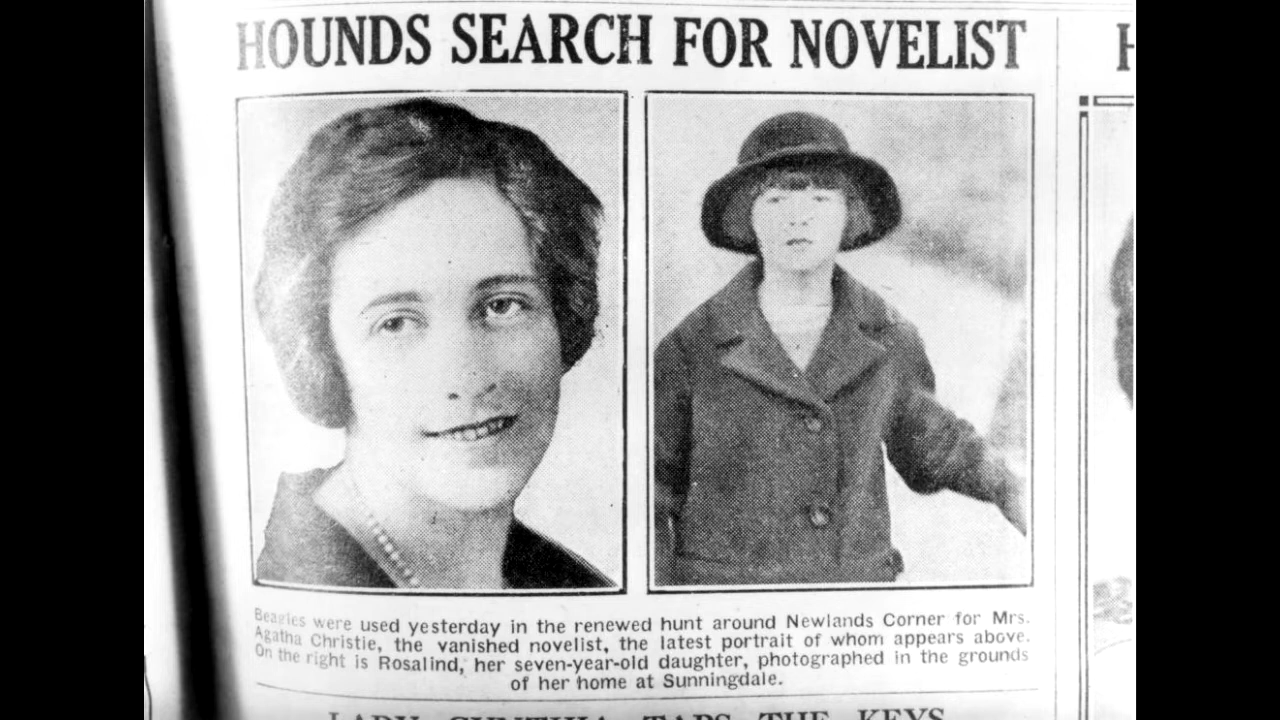 HOUNDS SEARCH FOR NOVELIST
H
Beagles were used yesterday in the renewed hunt around Newlands Corner for Mrs.
Agatha Christie, the vanished novelist, the latest portrait of whom appears above.
On the right is Rosalind, her seven-year-old daughter, photographed in the grounds
of her home at Sunningdale.
LADY CYNTHIA TAPS THE KEYS